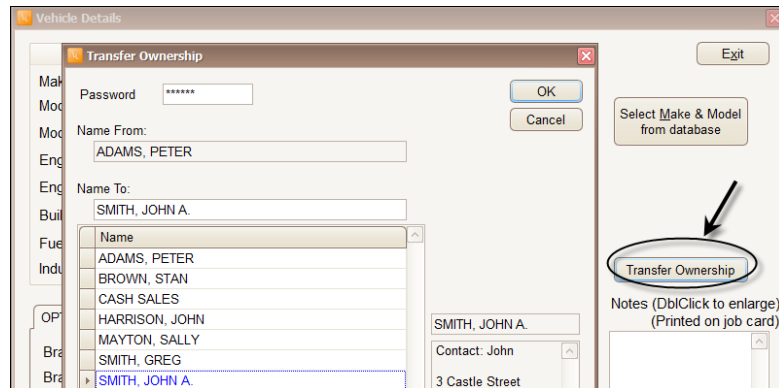 Vehicle Details
Transfer Ownership
Exit
Password ******
OK
Cancel
Select Make & Model
from database
Name From:
ADAMS, PETER
Name To:
SMITH, JOHN A.
Name
ADAMS, PETER
BROWN, STAN
CASH SALES
HARRISON, JOHN
MAYTON, SALLY
SMITH, GREG
SMITH, JOHN A.
SMITH, JOHN A.
Contact: John
3 Castle Street
Transfer Ownership
Notes (DblClick to enlarge)
(Printed on job card)